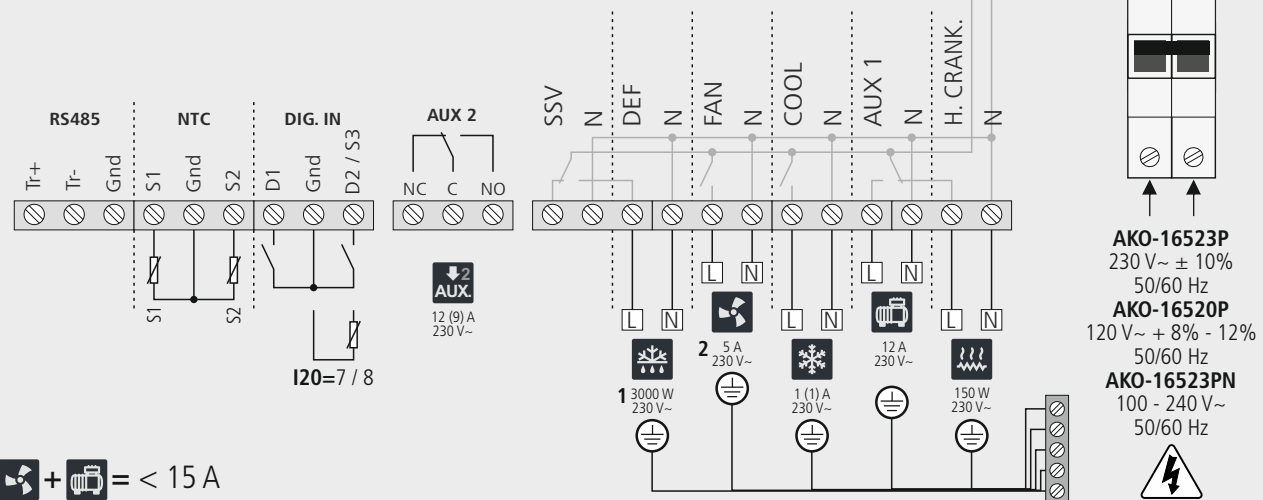 RS485
NTC
DIG. IN
AUX 2
Tr+
Tr-
Gnd
S1
Gnd
S2
D1
Gnd
D2 / S3
NC
C
NO
SSV
N
DEF
N
FAN
N
COOL
N
AUX 1
N
H. CRANK.
N
S1
S2
I20=7 / 8
2
AUX.
12 (9) A
230 V~
L N
L N
L N
L N
L N
1 3000 W
230 V~
2 5 A
230 V~
1 (1) A
230 V~
12 A
230 V~
150 W
230 V~
AKO-16523P
230 V~ ± 10%
50/60 Hz
AKO-16520P
120 V~ + 8% - 12%
50/60 Hz
AKO-16523PN
100 - 240 V~
50/60 Hz
+ = < 15 A